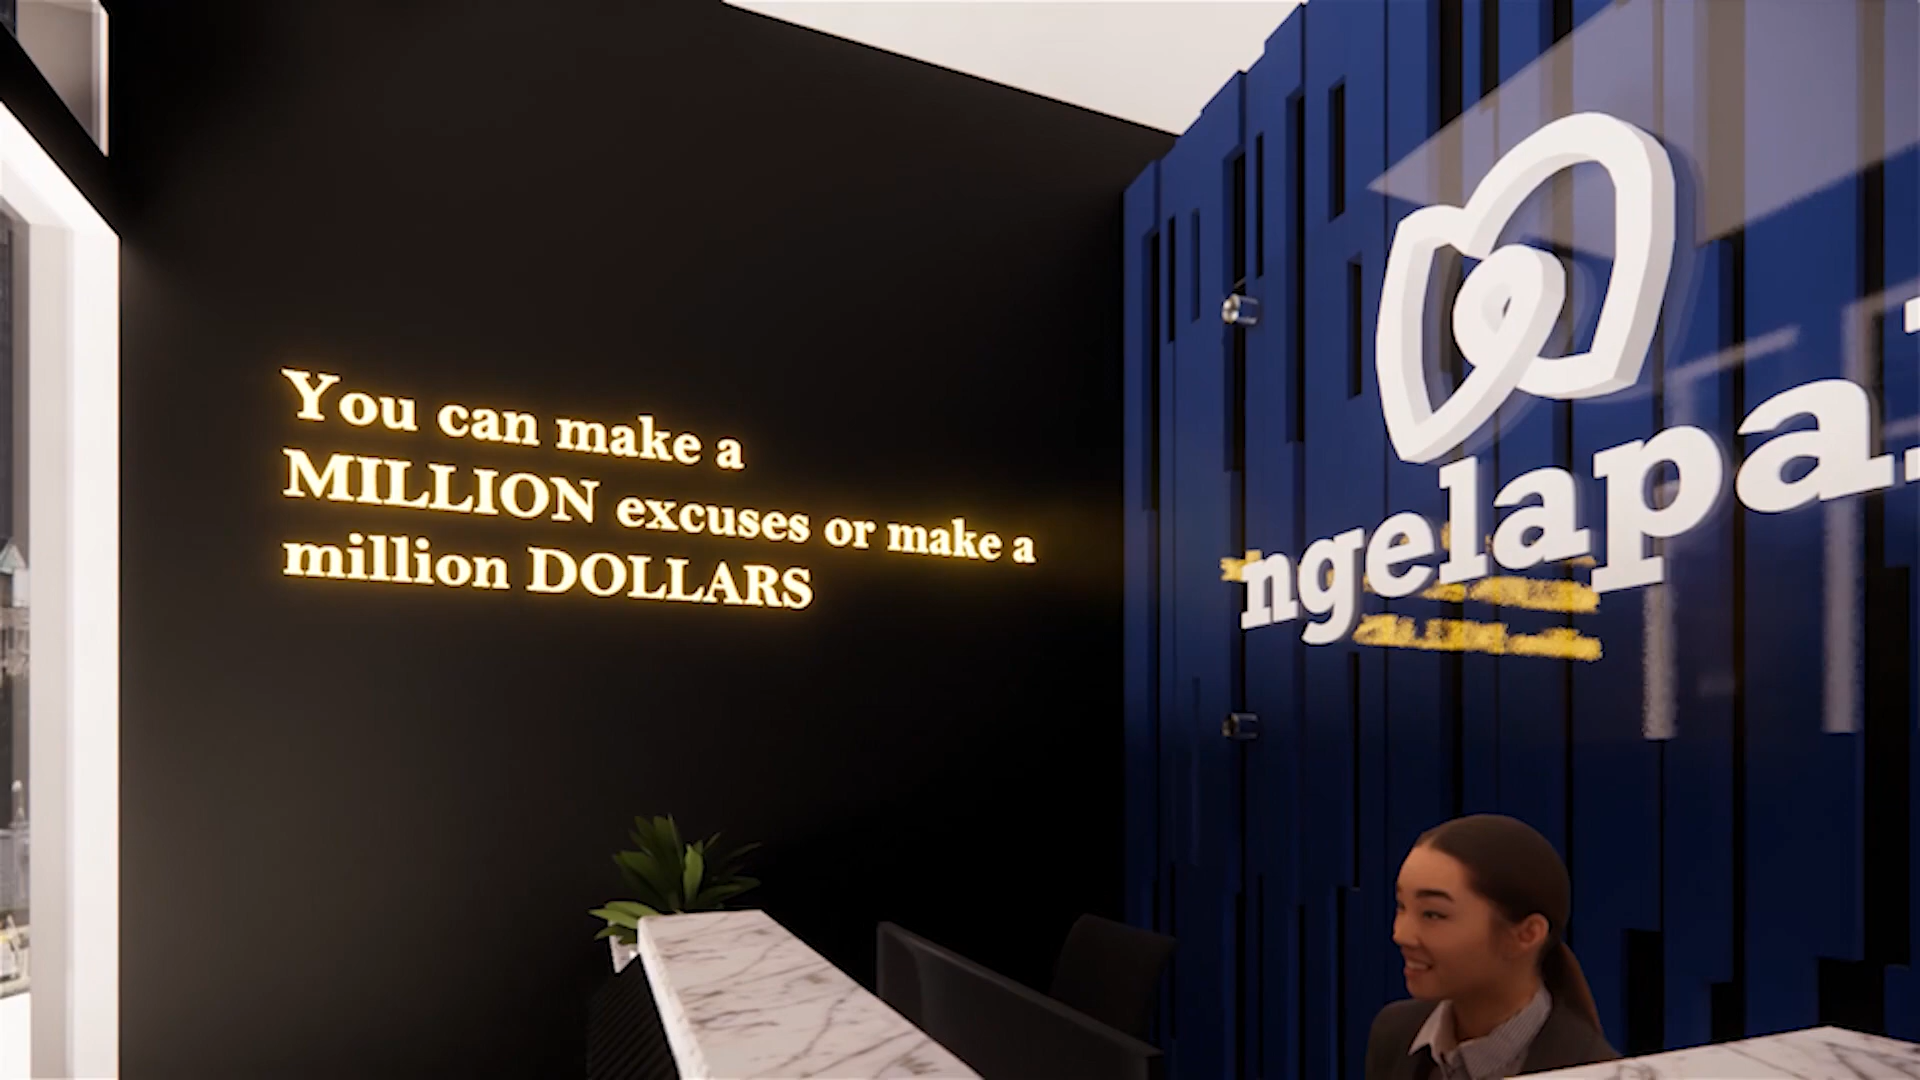 You can make a
MILLION excuses or make a
million DOLLARS
ngelapa